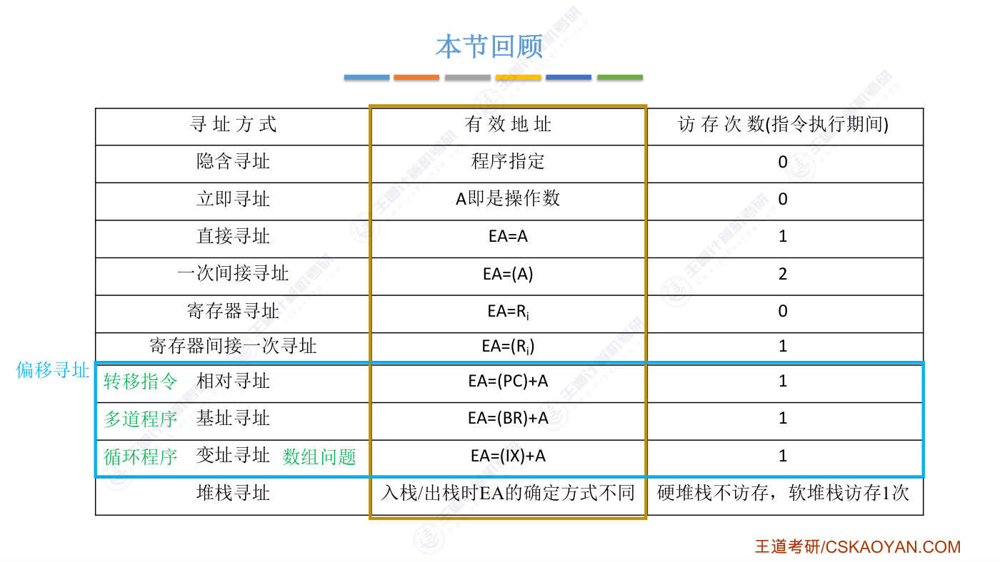 本节回顾
寻 址 方 式 有 效 地 址 访 存 次 数(指令执行期间)
隐含寻址 程序指定 0
立即寻址 A即是操作数 0
直接寻址 EA=A 1
一次间接寻址 EA=(A) 2
寄存器寻址 EA=Ri 0
寄存器间接一次寻址 EA=(Ri) 1
偏移寻址
转移指令 相对寻址 EA=(PC)+A 1
多道程序 基址寻址 EA=(BR)+A 1
循环程序 变址寻址 数组问题 EA=(IX)+A 1
堆栈寻址 入栈/出栈时EA的确定方式不同 硬堆栈不访存，软堆栈访存1次
王道考研/CSKAOYAN.COM